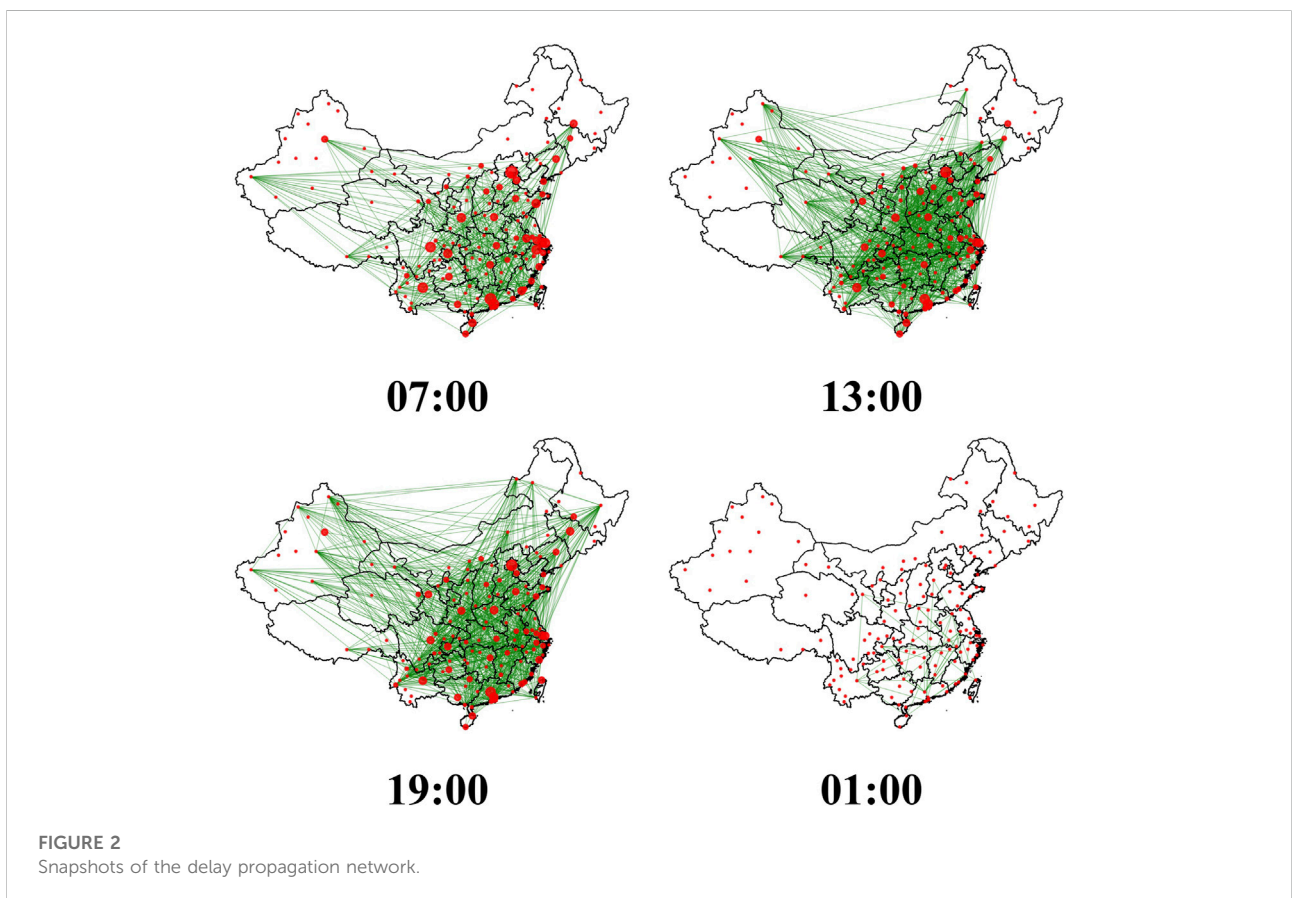 07:00
13:00
19:00
01:00
FIGURE 2
Snapshots of the delay propagation network.